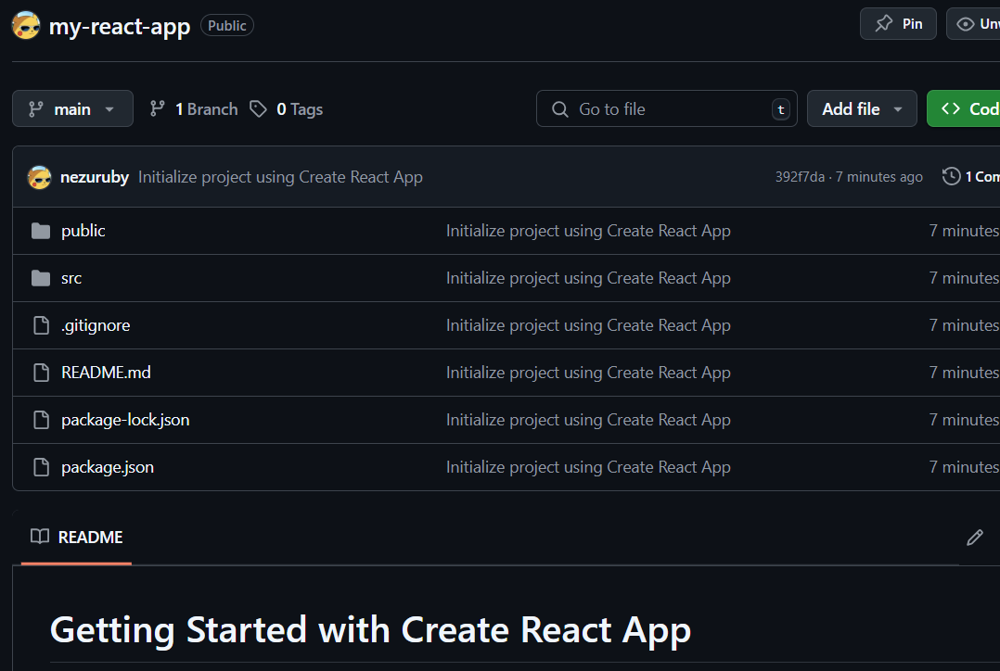 my-react-app Public Pin
main 1 Branch 0 Tags Go to file t Add file
nezuruby Initialize project using Create React App 392f7da · 7 minutes ago 1
public Initialize project using Create React App 7 minutes
src Initialize project using Create React App 7 minutes
.gitignore Initialize project using Create React App 7 minutes
README.md Initialize project using Create React App 7 minutes
package-lock.json Initialize project using Create React App 7 minutes
package.json Initialize project using Create React App 7 minutes
README
Getting Started with Create React App